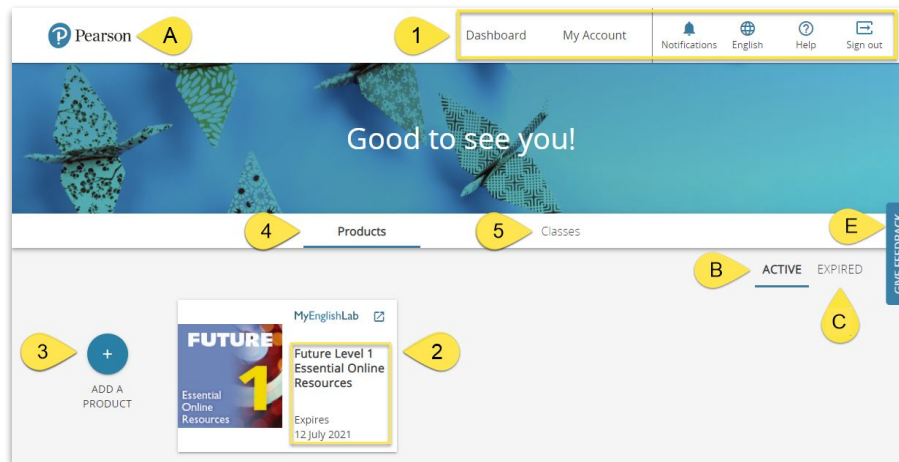 Pearson
A
1
Dashboard My Account Notifications English Help Sign out
Good to see you!
4 Products 5 Classes
E
GIVE FEEDBACK
B ACTIVE EXPIRED
C
3
+
ADD A
PRODUCT
MyEnglishLab
FUTURE
1
Essential
Online
Resources
Future Level 1
Essential Online
Resources
Expires
12 July 2021
2